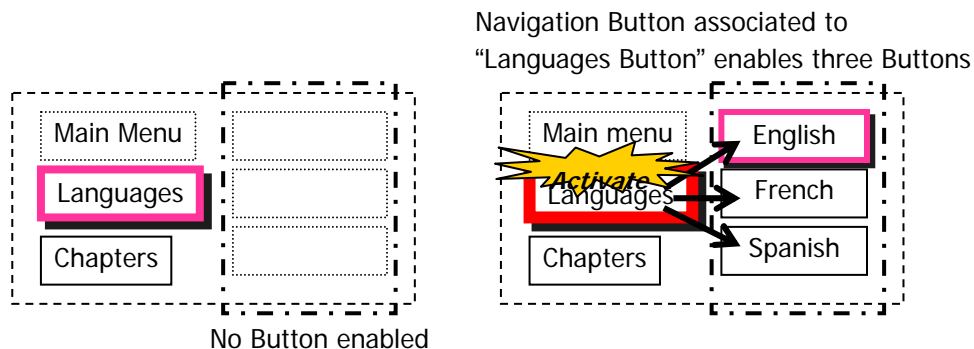 Navigation Button associated to
“Languages Button” enables three Buttons
Main Menu
Languages
Chapters
No Button enabled
Main menu
Activate
Languages
Chapters
English
French
Spanish